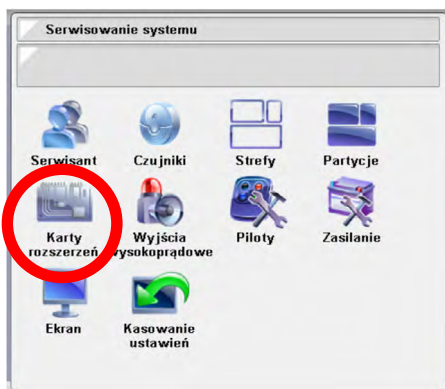 Serwisowanie systemu
Serwisant Czujniki Strefy Partycje
Karty rozszerzeń Wyjścia wysokoprądowe Piloty Zasilanie
Ekran Kasowanie ustawień